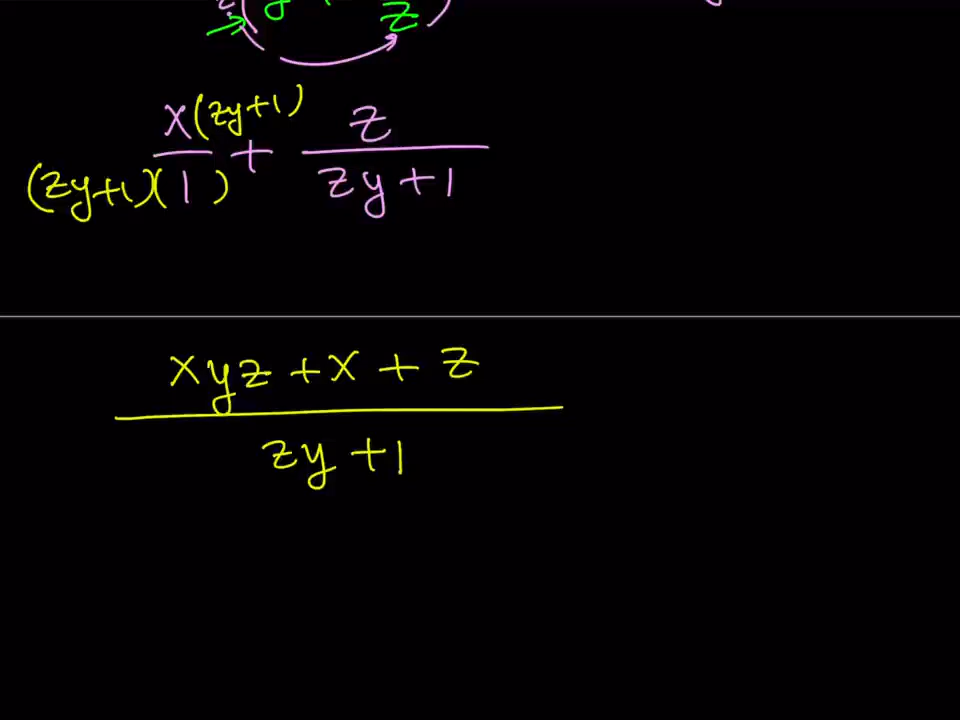 z
x(zy+1) z
+
(zy+1)( 1 ) zy+1
xyz + x + z
zy + 1